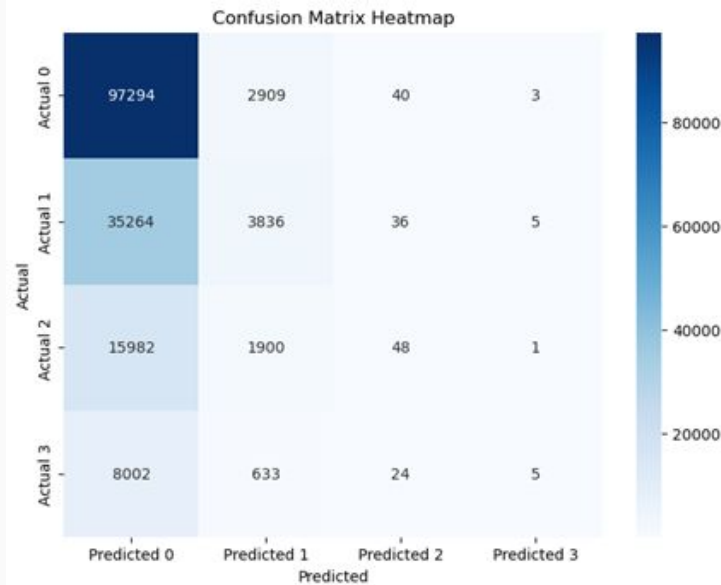 Confusion Matrix Heatmap
Actual 0
97294 2909 40 3
80000
Actual 1
35264 3836 36 5
60000
Actual
Actual 2
15982 1900 48 1
40000
Actual 3
8002 633 24 5
20000
Predicted 0 Predicted 1 Predicted 2 Predicted 3
Predicted